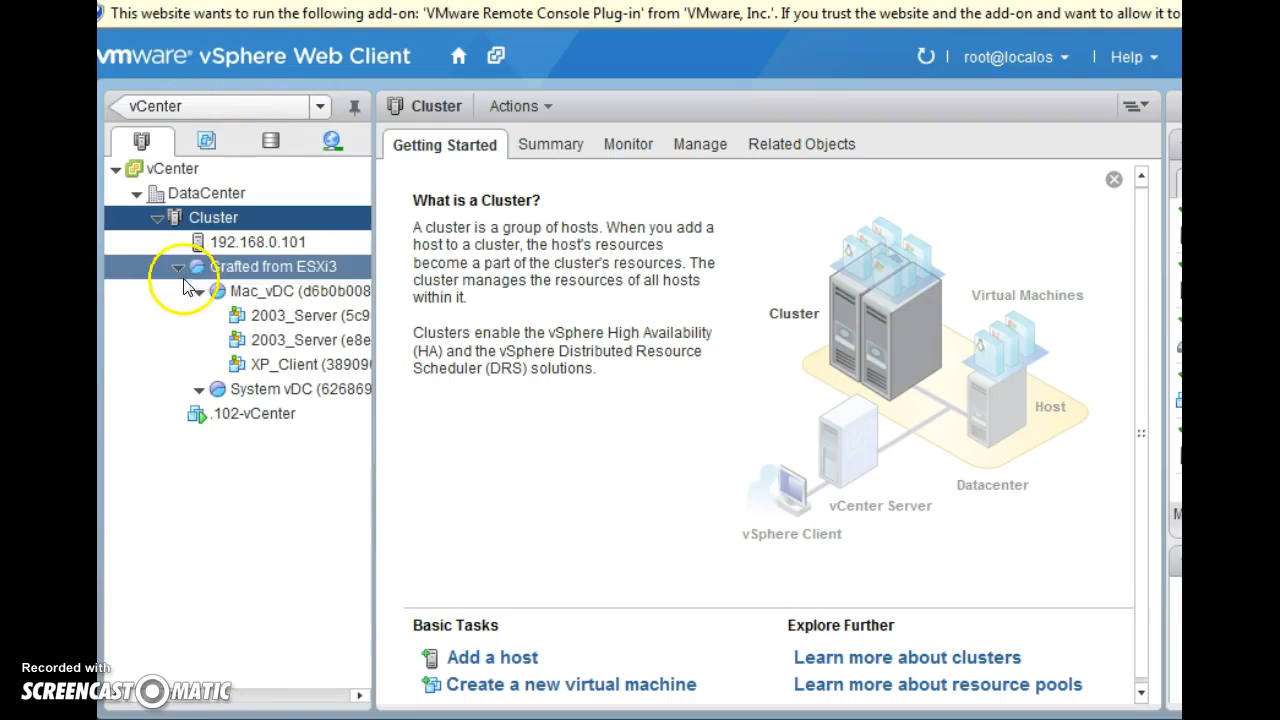 This website wants to run the following add-on: 'VMware Remote Console Plug-in' from 'VMware, Inc.'. If you trust the website and the add-on and want to allow it to
vmware® vSphere Web Client
root@localos
Help
vCenter
Cluster
Actions
Getting Started
Summary
Monitor
Manage
Related Objects
vCenter
DataCenter
Cluster
192.168.0.101
Grafted from ESXi3
Mac_vDC (d6b0b008
2003_Server (5c9
2003_Server (e8e
XP_Client (38909
System vDC (626869
.102-vCenter
What is a Cluster?
A cluster is a group of hosts. When you add
a host to a cluster, the host's resources
become a part of the cluster's resources. The
cluster manages the resources of all hosts
within it.
Clusters enable the vSphere High Availability
(HA) and the vSphere Distributed Resource
Scheduler (DRS) solutions.
Cluster
Virtual Machines
Host
Datacenter
vCenter Server
vSphere Client
Basic Tasks
Add a host
Create a new virtual machine
Explore Further
Learn more about clusters
Learn more about resource pools
Recorded with
SCREENCAST-O-MATIC